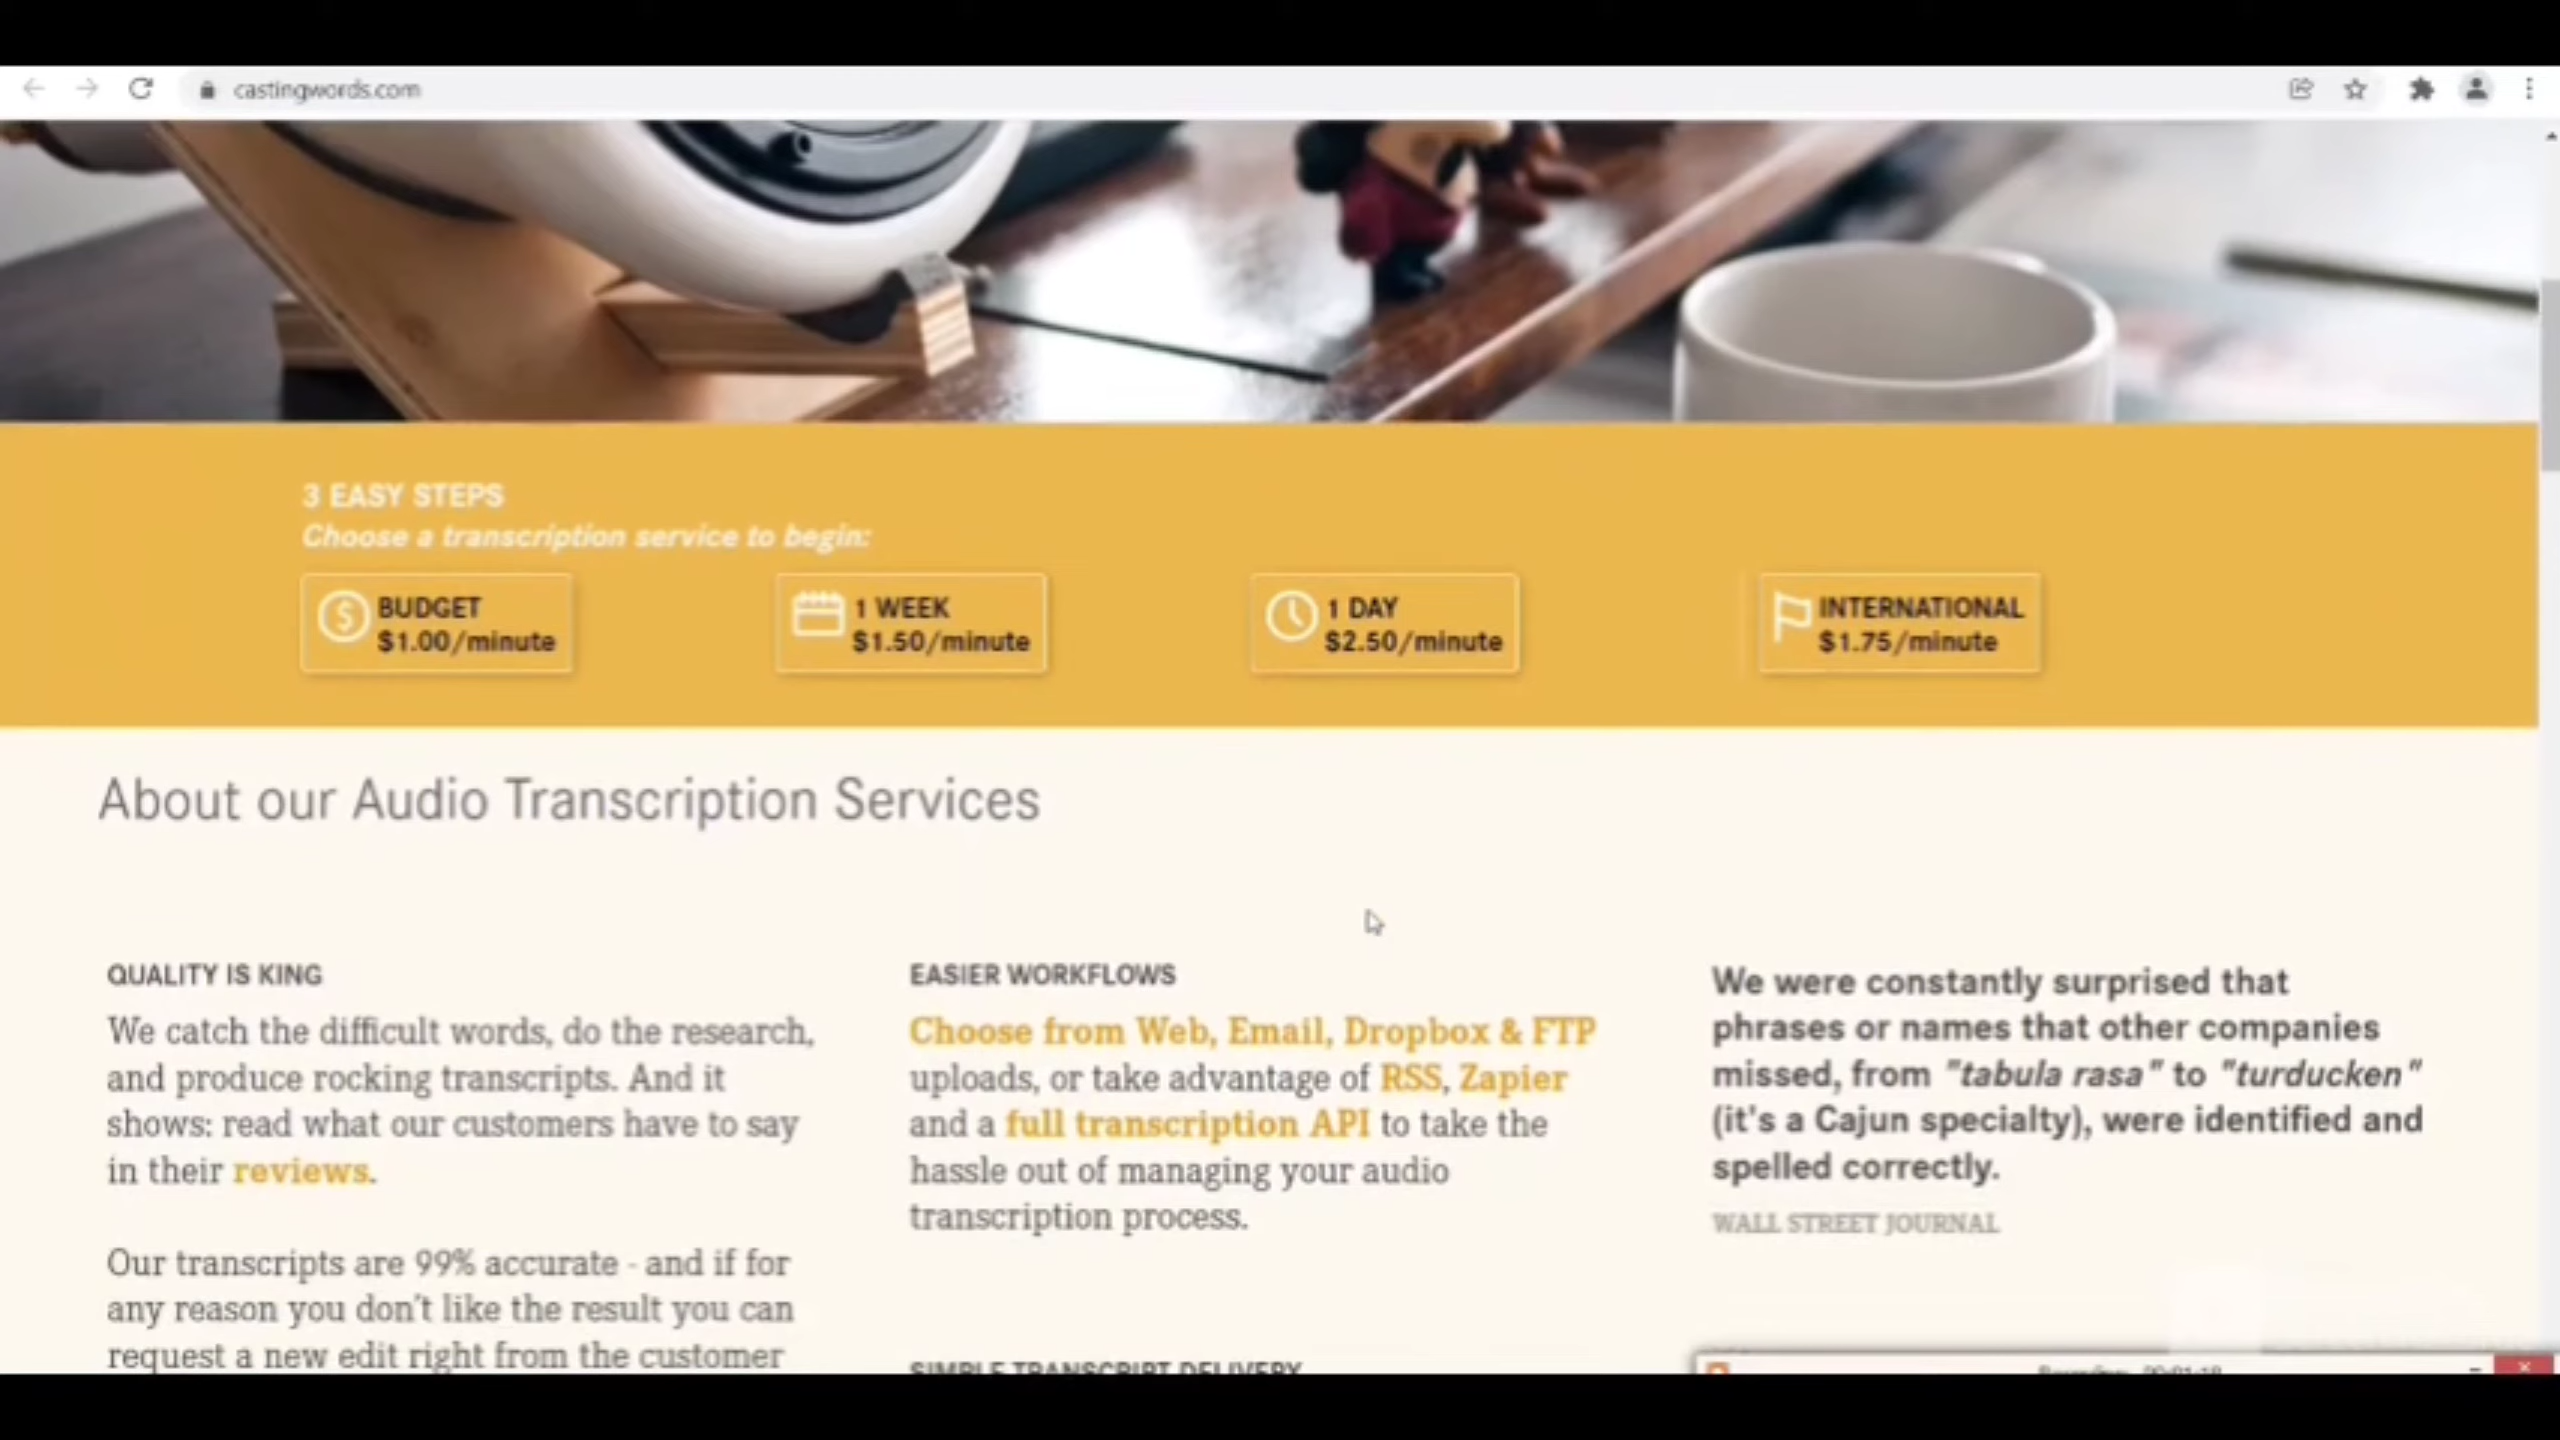 castingwords.com
3 EASY STEPS
Choose a transcription service to begin:
BUDGET
$1.00/minute
1 WEEK
$1.50/minute
1 DAY
$2.50/minute
INTERNATIONAL
$1.75/minute
About our Audio Transcription Services
QUALITY IS KING
We catch the difficult words, do the research,
and produce rocking transcripts. And it
shows: read what our customers have to say
in their reviews.
Our transcripts are 99% accurate - and if for
any reason you don't like the result you can
request a new edit right from the customer
EASIER WORKFLOWS
Choose from Web, Email, Dropbox & FTP
uploads, or take advantage of RSS, Zapier
and a full transcription API to take the
hassle out of managing your audio
transcription process.
SIMPLE TRANSCRIPT DELIVERY
We were constantly surprised that
phrases or names that other companies
missed, from "tabula rasa" to "turducken"
(it's a Cajun specialty), were identified and
spelled correctly.
WALL STREET JOURNAL